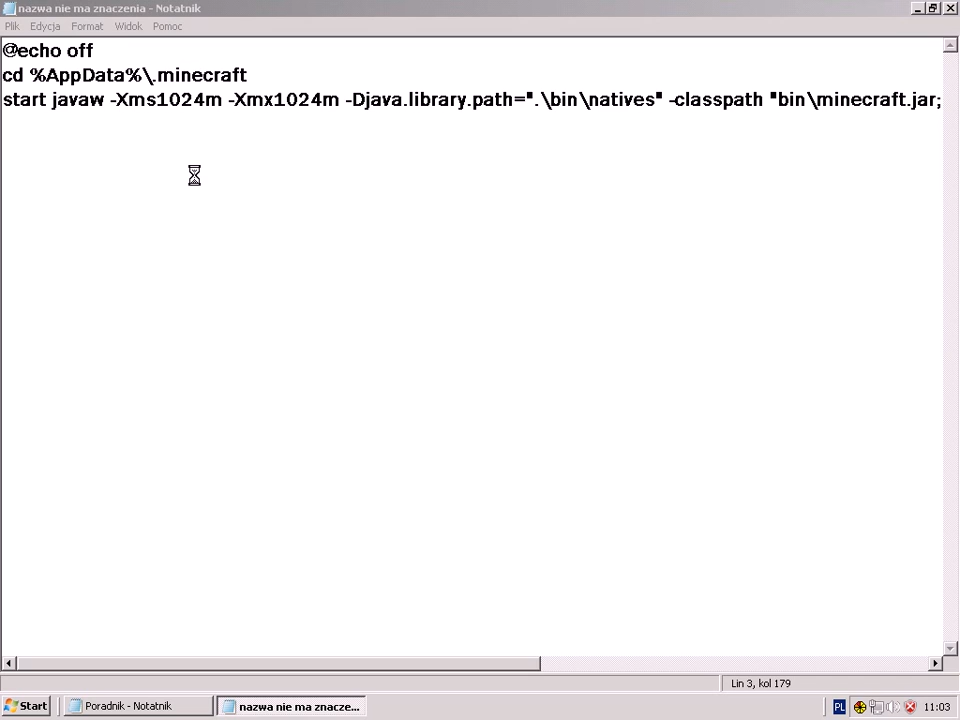 nazwa nie ma znaczenia - Notatnik
Plik Edycja Format Widok Pomoc
@echo off
cd %AppData%\.minecraft
start javaw -Xms1024m -Xmx1024m -Djava.library.path=".\bin\natives" -classpath "bin\minecraft.jar;
Lin 3, kol 179
Start Poradnik - Notatnik nazwa nie ma znacze... PL 11:03